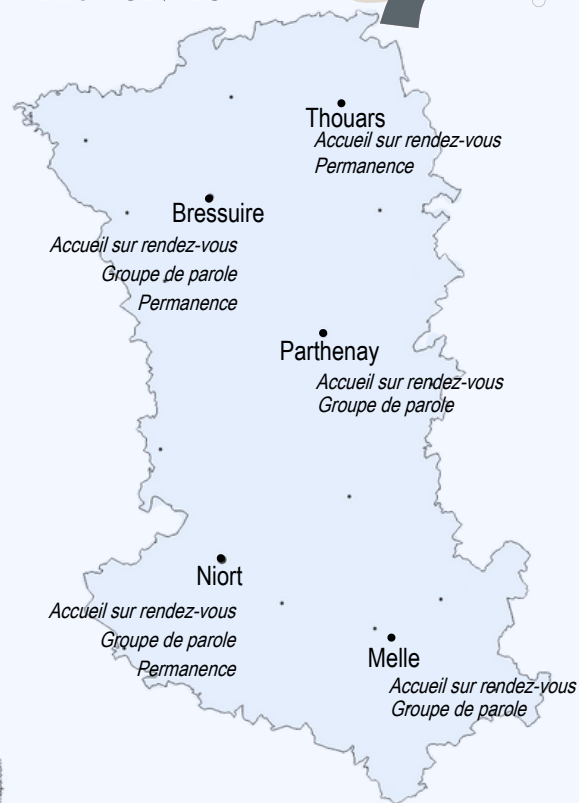 Thouars
Accueil sur rendez-vous
Permanence
Bressuire
Accueil sur rendez-vous
Groupe de parole
Permanence
Parthenay
Accueil sur rendez-vous
Groupe de parole
Niort
Accueil sur rendez-vous
Groupe de parole
Permanence
Melle
Accueil sur rendez-vous
Groupe de parole